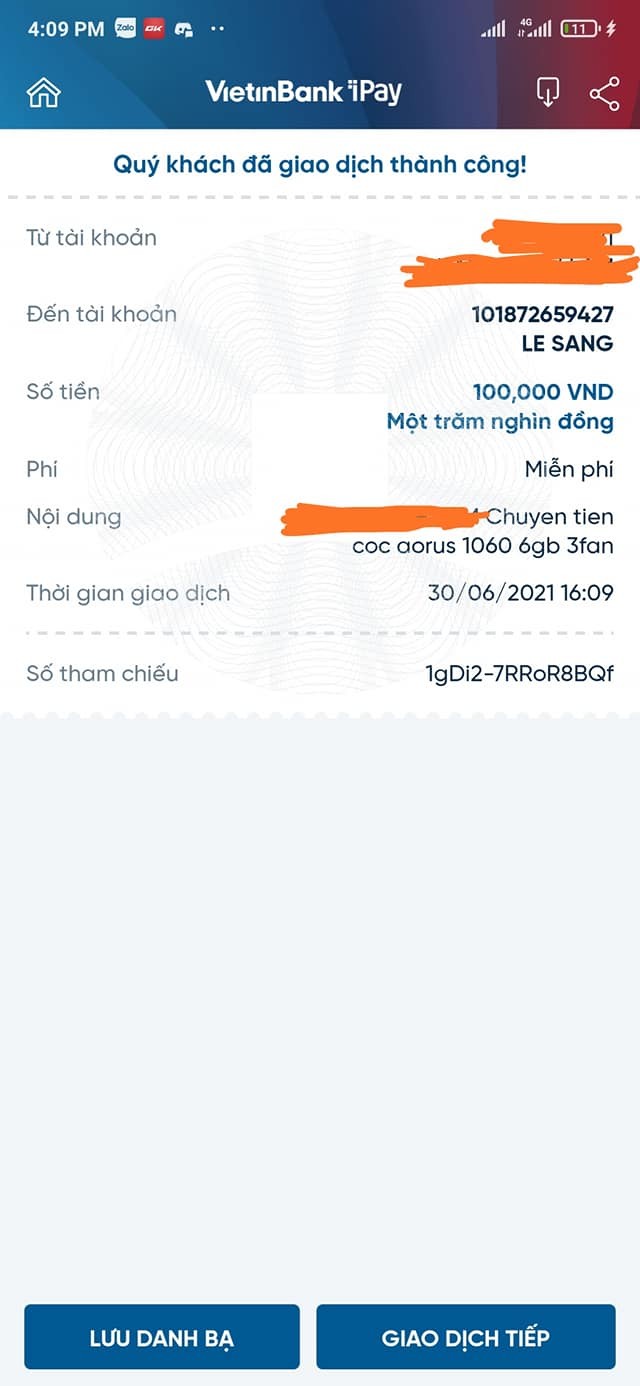 4:09 PM Zalo GK 4G 11
VietinBank iPay
Quý khách đã giao dịch thành công!
Từ tài khoản
Đến tài khoản 101872659427
LE SANG
Số tiền 100,000 VND
Một trăm nghìn đồng
Phí Miễn phí
Nội dung Chuyen tien
coc aorus 1060 6gb 3fan
Thời gian giao dịch 30/06/2021 16:09
Số tham chiếu 1gDi2-7RRoR8BQf
LƯU DANH BẠ GIAO DỊCH TIẾP